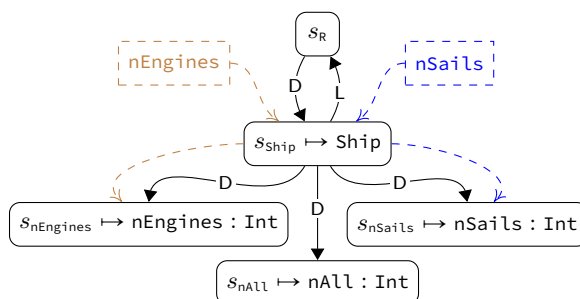 s_R
nEngines
nSails
D
L
s_Ship ↦ Ship
D
D
D
s_nEngines ↦ nEngines : Int
s_nSails ↦ nSails : Int
s_nAll ↦ nAll : Int